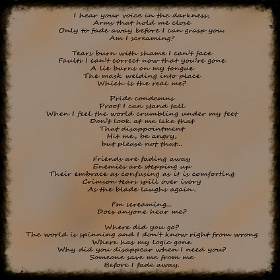 I hear your voice in the darkness.
Arms that hold me close
Only to fade away before I can grasp you
Am I screaming?
Tears burn with shame I can't face
Faults I can't correct now that you're gone
A lie burns on my tongue
The mask welding into place
Which is the real me?
Pride condemns
Proof I can stand tall
When I feel the world crumbling under my feet
Don't look at me like that
That disappointment
Hit me, be angry,
but please not that...
Friends are fading away
Enemies are stepping up
Their embrace as confusing as it is comforting
Crimson tears spill over ivory
As the blade laughs again.
I'm screaming...
Does anyone hear me?
Where did you go?
The world is spinning and I don't know right from wrong
Where has my logic gone
Why did you disappear when I need you?
Someone save me from me
Before I fade away.